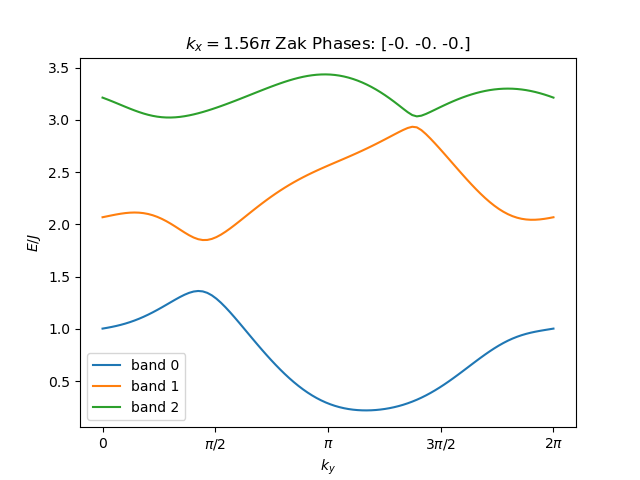 kₓ = 1.56π Zak Phases: [-0. -0. -0.]
3.5
3.0
2.5
2.0
1.5
1.0
0.5
E/J
band 0
band 1
band 2
0 π/2 π 3π/2 2π
k_y